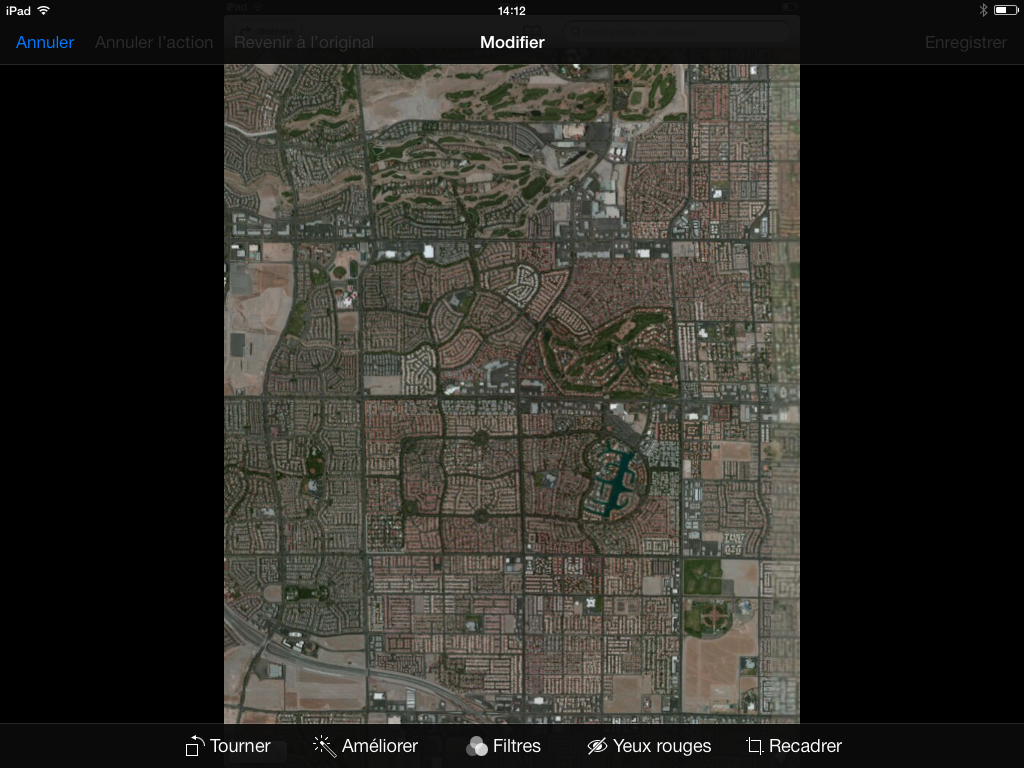 iPad 14:12
Annuler Annuler l'action Revenir à l'original Modifier Enregistrer
Tourner Améliorer Filtres Yeux rouges Recadrer